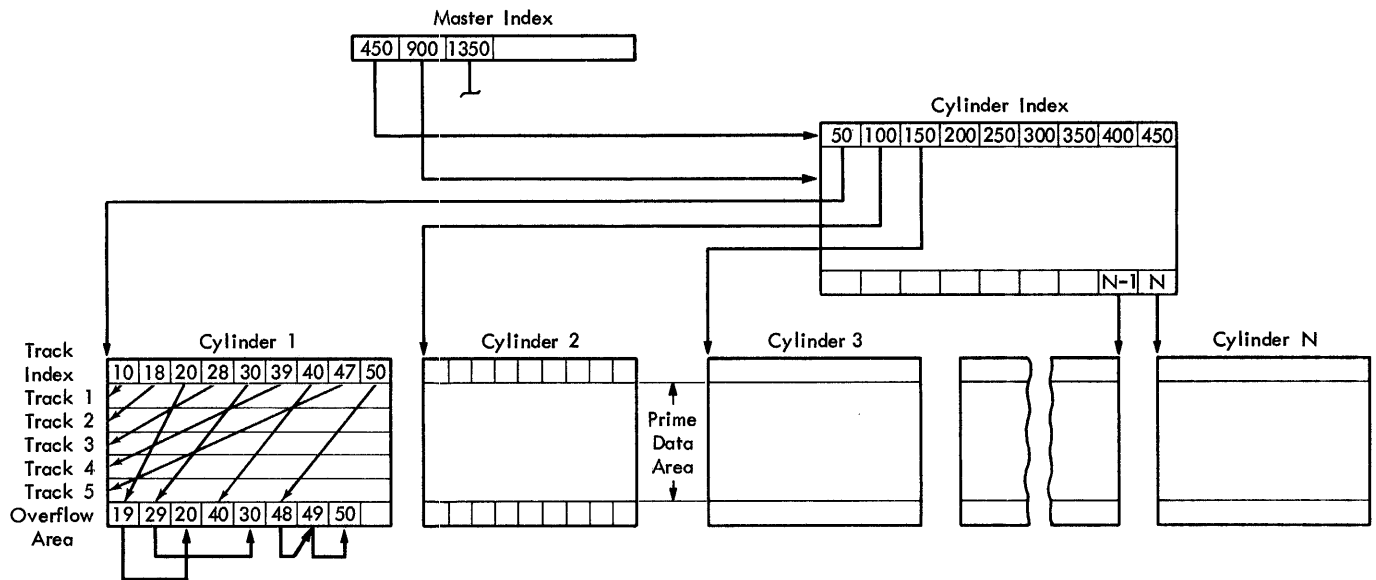 Master Index
450 900 1350
Cylinder Index
50 100 150 200 250 300 350 400 450
N-1 N
Cylinder 1
Cylinder 2
Cylinder 3
Cylinder N
Track
Index
10 18 20 28 30 39 40 47 50
Track 1
Track 2
Track 3
Track 4
Track 5
Overflow
Area
19 29 20 40 30 48 49 50
Prime
Data
Area